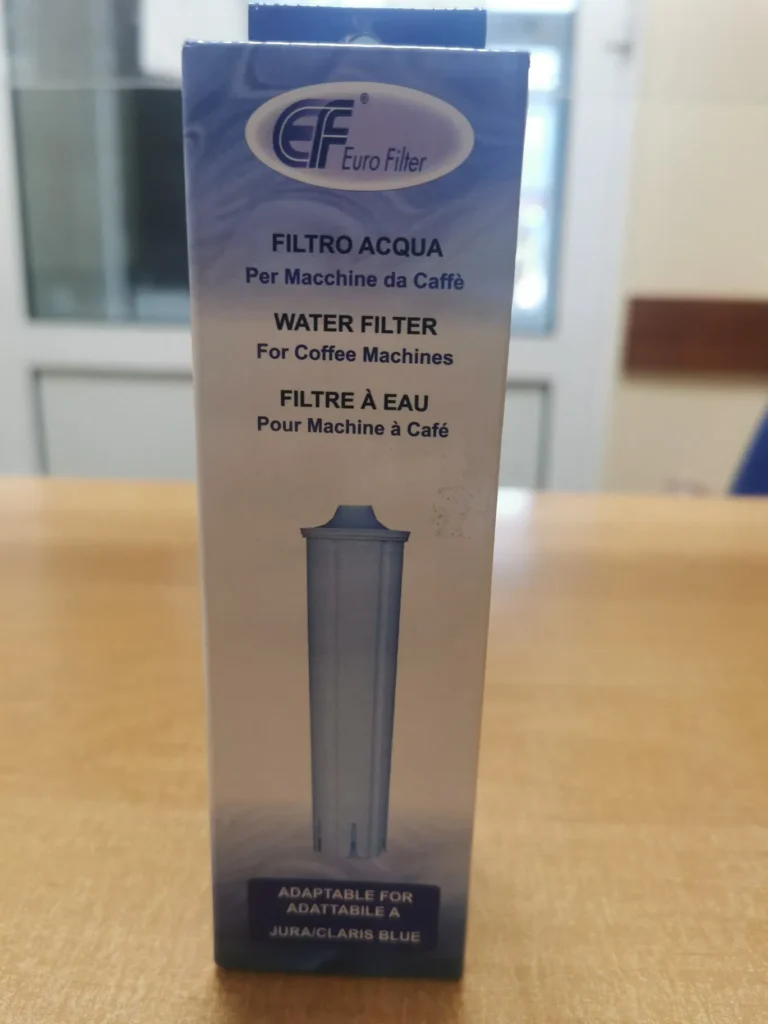 EF® Euro Filter
FILTRO ACQUA
Per Macchine da Caffè
WATER FILTER
For Coffee Machines
FILTRE À EAU
Pour Machine à Café
ADAPTABLE FOR
ADATTABILE A
JURA/CLARIS BLUE